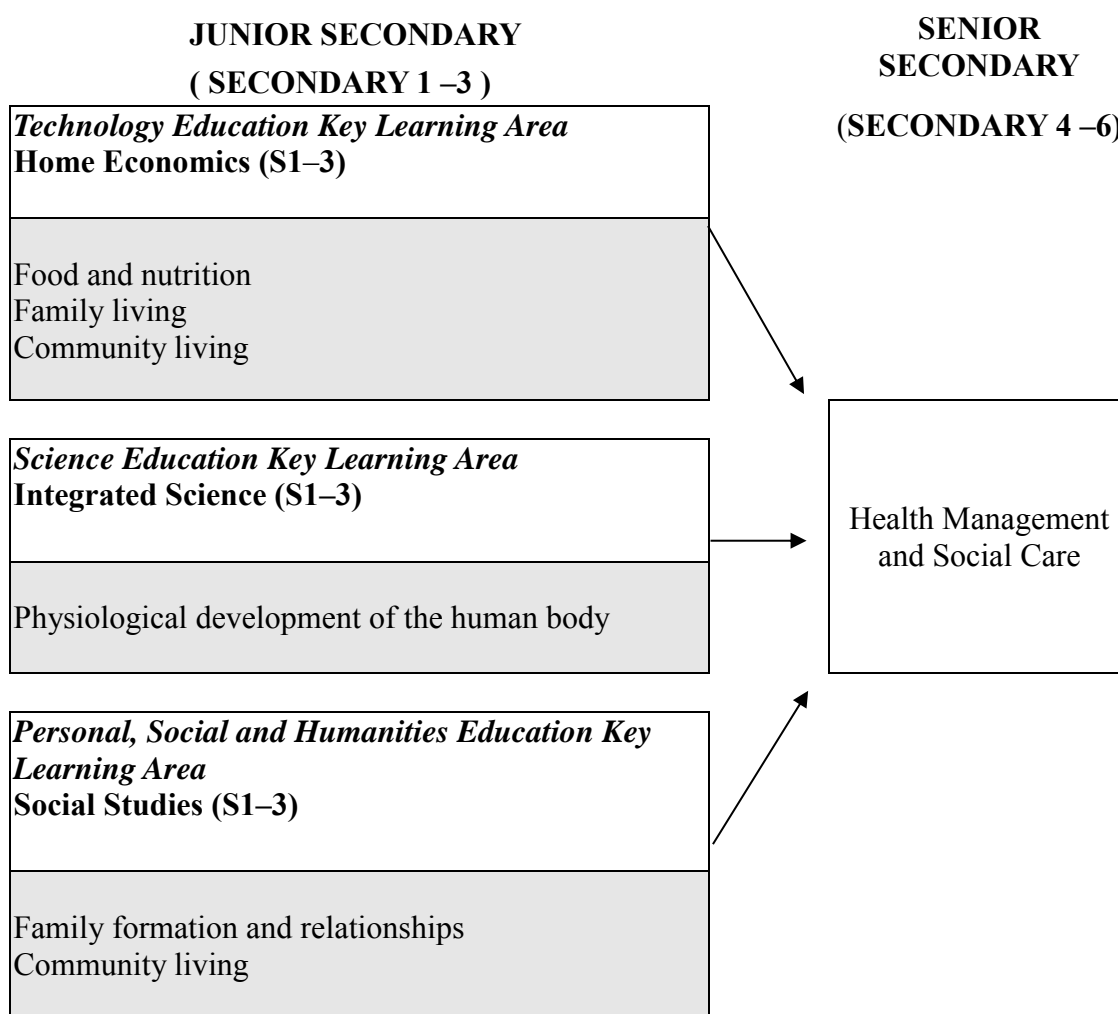 JUNIOR SECONDARY
( SECONDARY 1 –3 )
SENIOR
SECONDARY
(SECONDARY 4 –6)
Technology Education Key Learning Area
Home Economics (S1–3)
Food and nutrition
Family living
Community living
Science Education Key Learning Area
Integrated Science (S1–3)
Physiological development of the human body
Health Management
and Social Care
Personal, Social and Humanities Education Key
Learning Area
Social Studies (S1–3)
Family formation and relationships
Community living